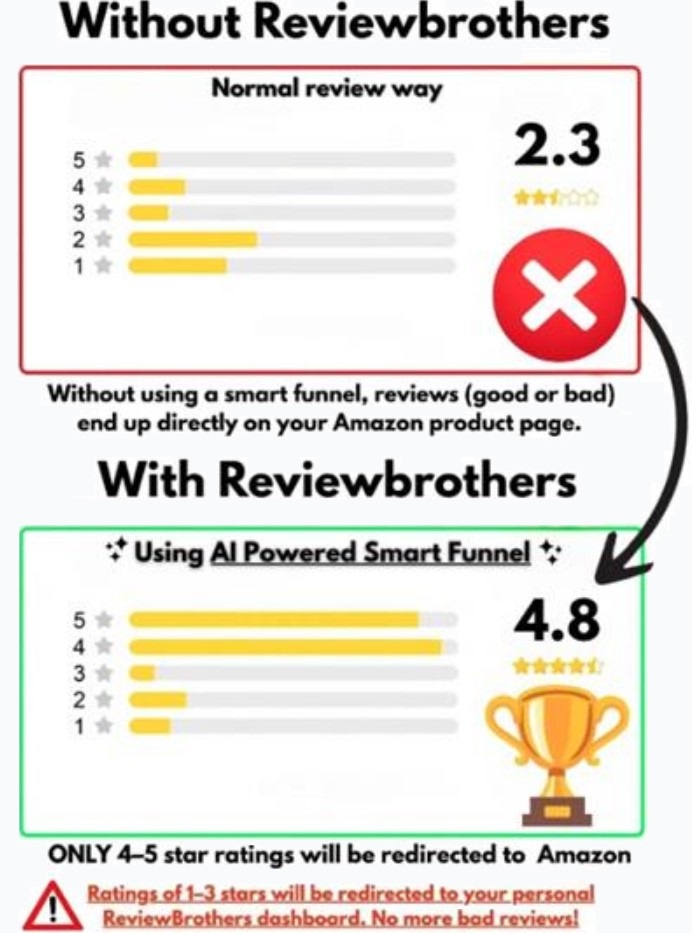 Without Reviewbrothers
Normal review way
5
4
3
2
1
2.3
Without using a smart funnel, reviews (good or bad)
end up directly on your Amazon product page.
With Reviewbrothers
Using AI Powered Smart Funnel
5
4
3
2
1
4.8
ONLY 4–5 star ratings will be redirected to Amazon
Ratings of 1–3 stars will be redirected to your personal
ReviewBrothers dashboard. No more bad reviews!